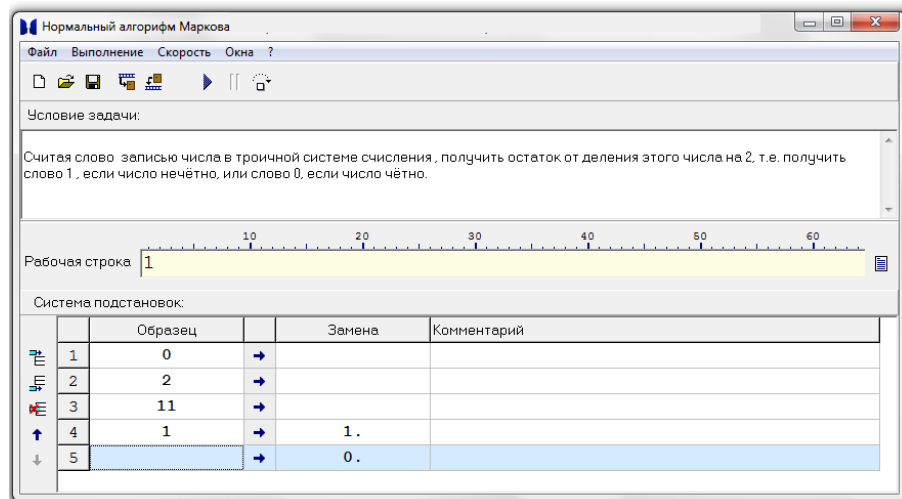 Нормальный алгорифм Маркова
Файл Выполнение Скорость Окна ?
Условие задачи:
Считая слово записью числа в троичной системе счисления , получить остаток от деления этого числа на 2, т.е. получить
слово 1 , если число нечётно, или слово 0, если число чётно.
10 20 30 40 50 60
Рабочая строка 1
Система подстановок:
Образец Замена Комментарий
1 0 →
2 2 →
3 11 →
4 1 → 1.
5 → 0.